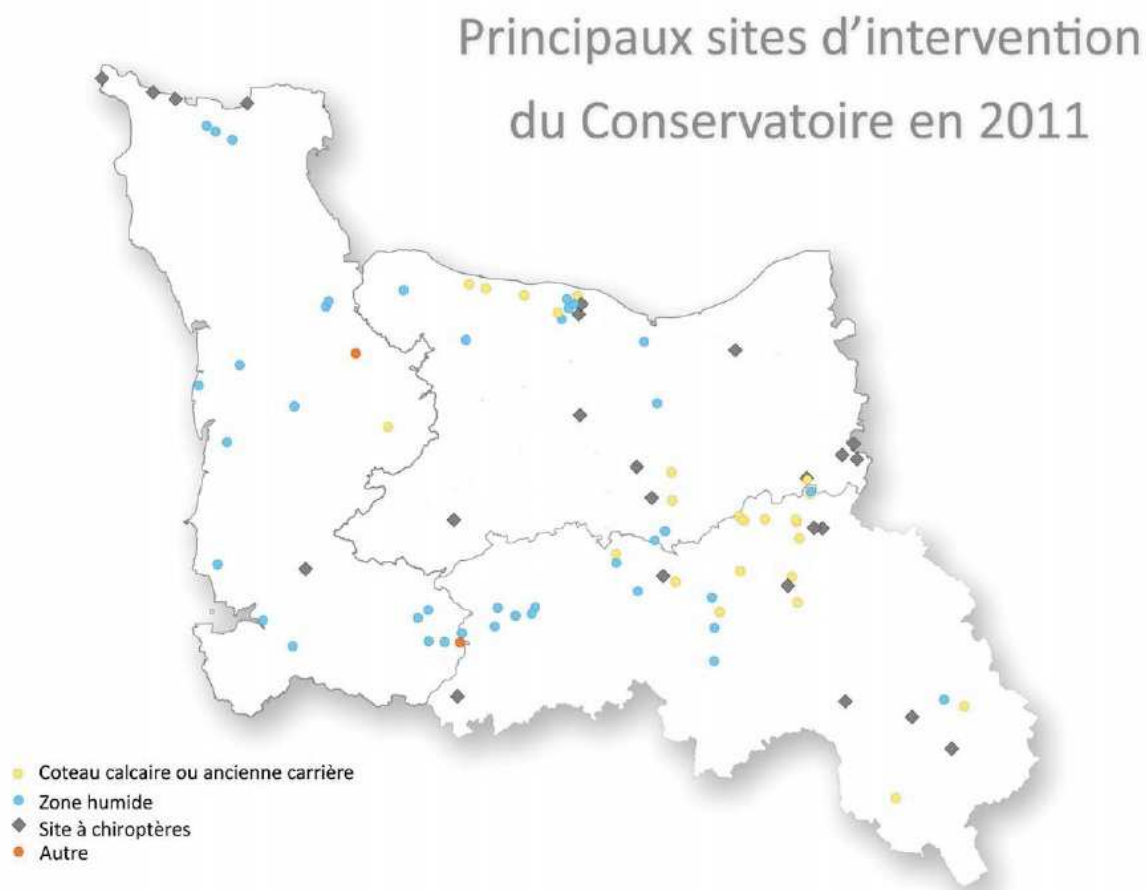 Principaux sites d'intervention
du Conservatoire en 2011
Coteau calcaire ou ancienne carrière
Zone humide
Site à chiroptères
Autre